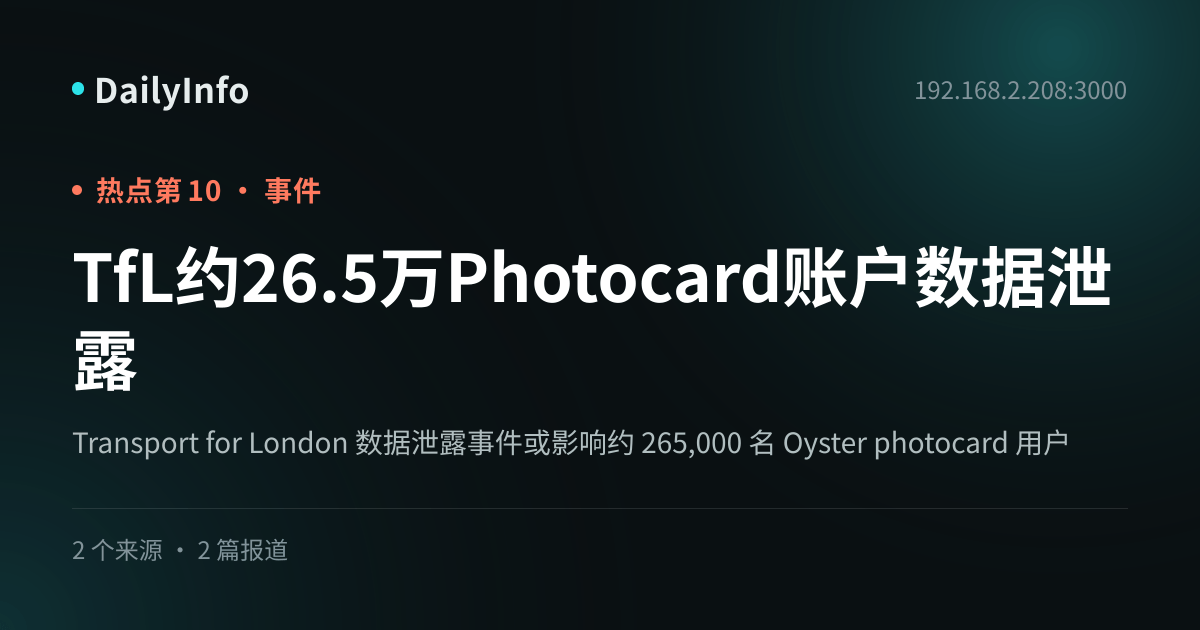 DailyInfo
192.168.2.208:3000
热点第 10 · 事件
TfL约26.5万Photocard账户数据泄
露
Transport for London 数据泄露事件或影响约 265,000 名 Oyster photocard 用户
2 个来源 · 2 篇报道